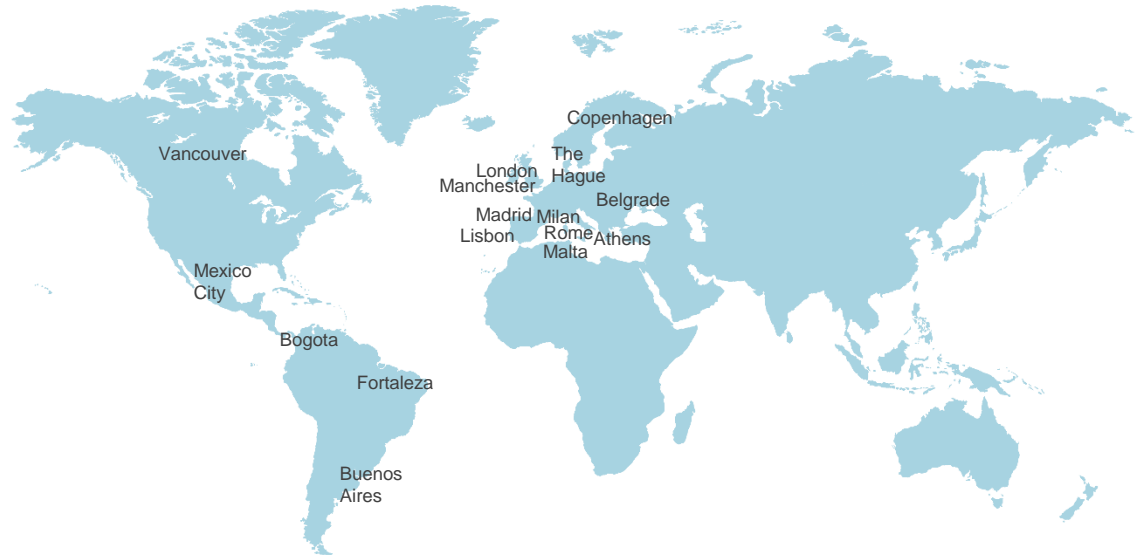 Copenhagen
Vancouver
The
Hague
London
Manchester
Belgrade
Madrid
Milan
Lisbon
Rome
Athens
Malta
Mexico
City
Bogota
Fortaleza
Buenos
Aires